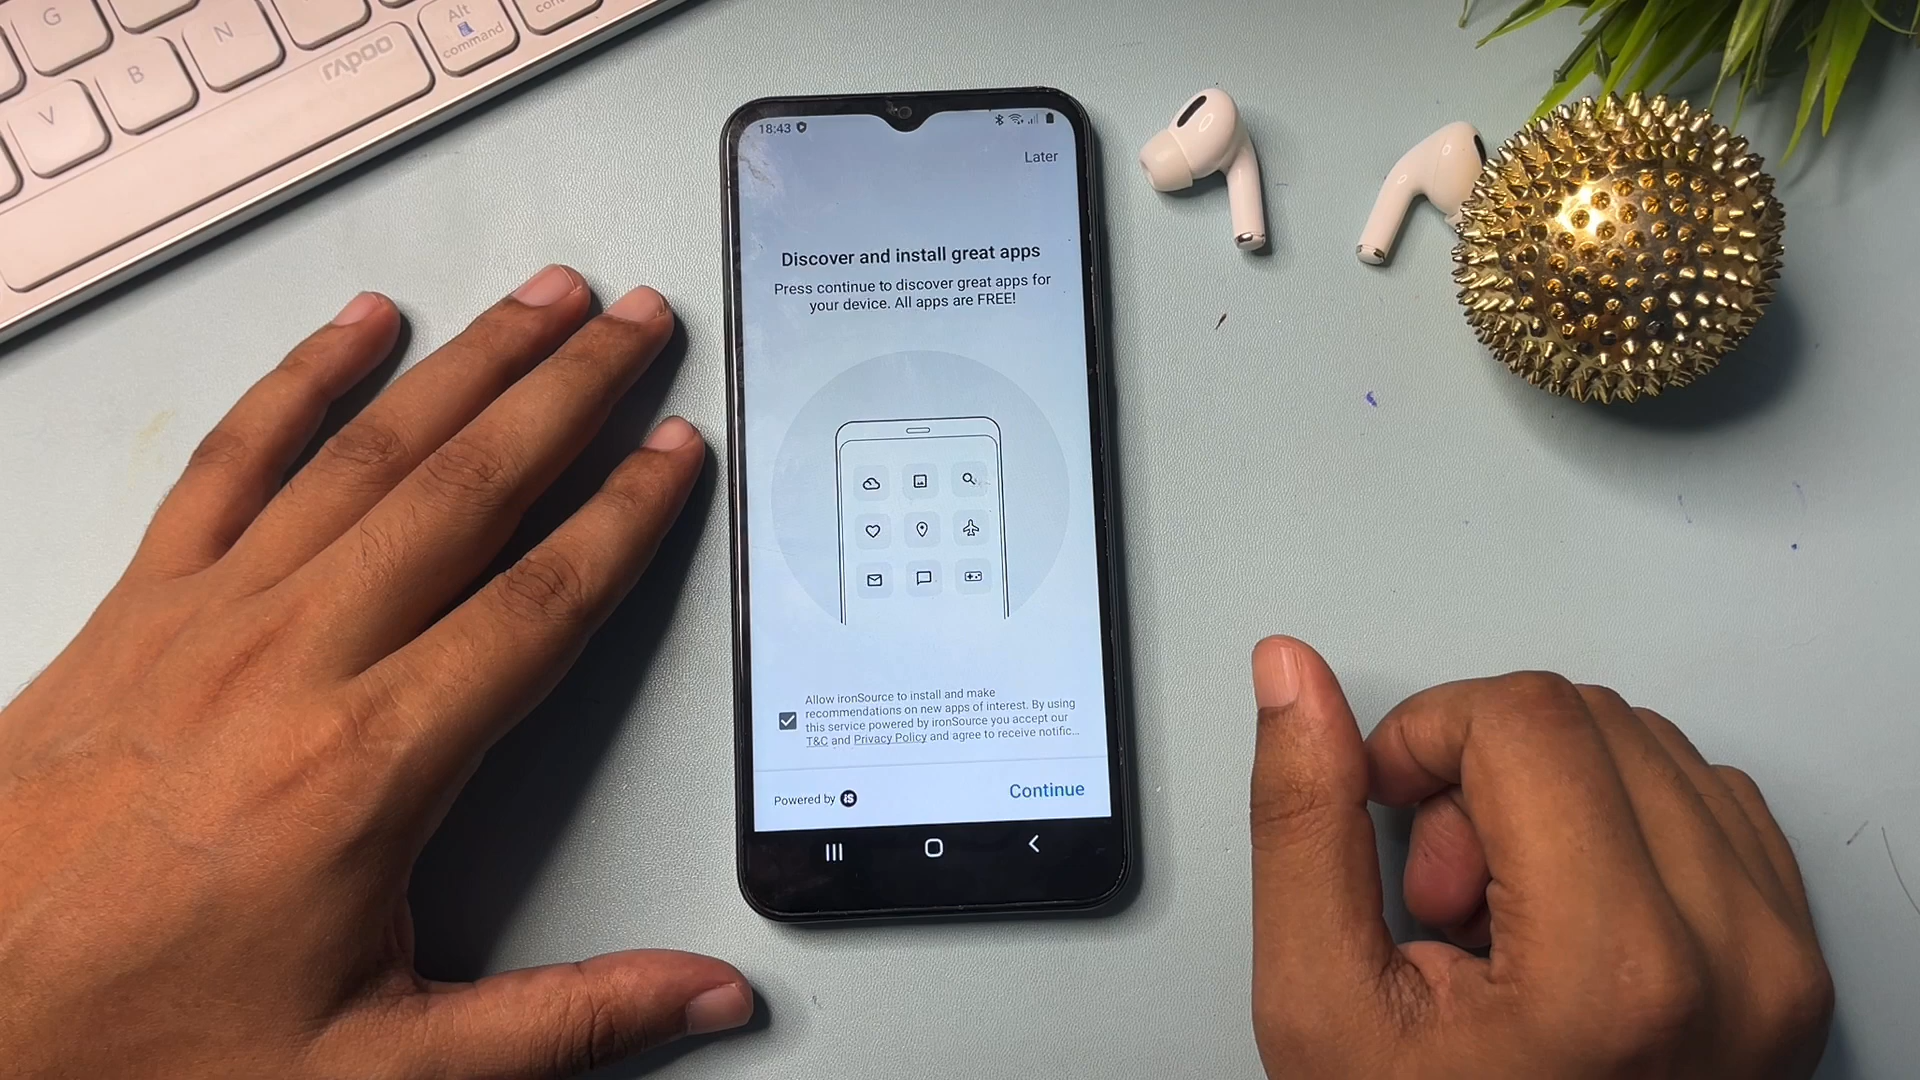 G
N
B
V
Alt
command
rapoo
18:43
Later
Discover and install great apps
Press continue to discover great apps for
your device. All apps are FREE!
Allow ironSource to install and make
recommendations on new apps of interest. By using
this service powered by ironSource you accept our
T&C and Privacy Policy and agree to receive notific...
Powered by iS
Continue